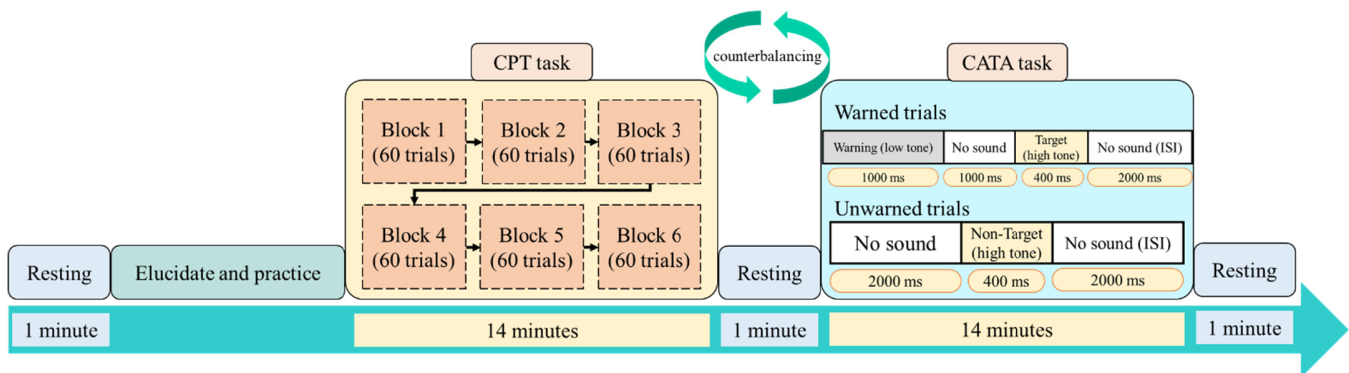 CPT task
counterbalancing
CATA task
Block 1
(60 trials)
Block 2
(60 trials)
Block 3
(60 trials)
Block 4
(60 trials)
Block 5
(60 trials)
Block 6
(60 trials)
Warned trials
Warning (low tone)
No sound
Target
(high tone)
No sound (ISI)
1000 ms
1000 ms
400 ms
2000 ms
Unwarned trials
No sound
Non-Target
(high tone)
No sound (ISI)
2000 ms
400 ms
2000 ms
Resting
Elucidate and practice
Resting
Resting
1 minute
14 minutes
1 minute
14 minutes
1 minute